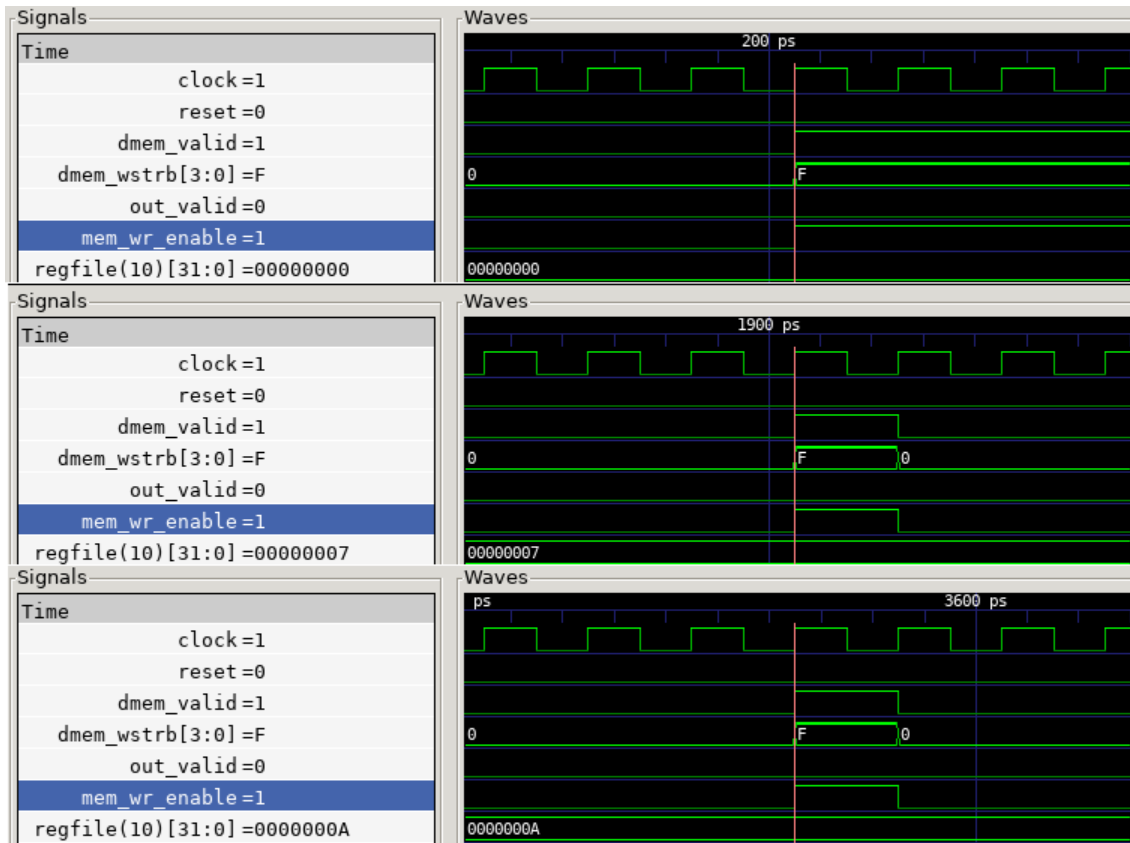 Signals
Waves
Time
200 ps
clock=1
reset=0
dmem_valid=1
dmem_wstrb[3:0]=F
0 F
out_valid=0
mem_wr_enable=1
regfile(10)[31:0]=00000000
00000000
Signals
Waves
Time
1900 ps
clock=1
reset=0
dmem_valid=1
dmem_wstrb[3:0]=F
0 F 0
out_valid=0
mem_wr_enable=1
regfile(10)[31:0]=00000007
00000007
Signals
Waves
Time
ps 3600 ps
clock=1
reset=0
dmem_valid=1
dmem_wstrb[3:0]=F
0 F 0
out_valid=0
mem_wr_enable=1
regfile(10)[31:0]=0000000A
0000000A